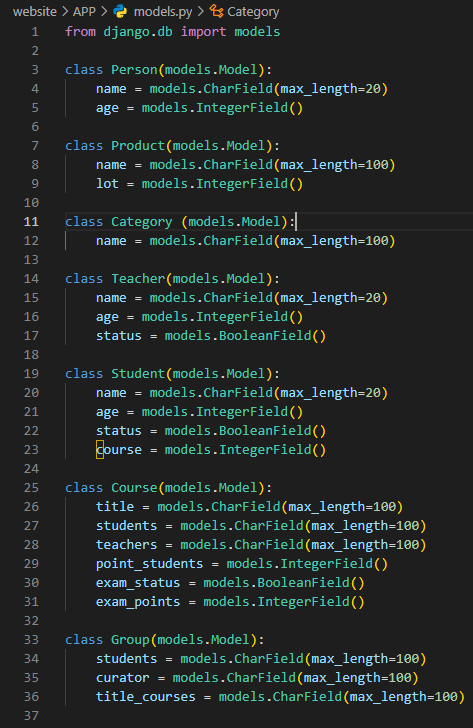 website > APP > models.py > Category
1 from django.db import models
2
3 class Person(models.Model):
4     name = models.CharField(max_length=20)
5     age = models.IntegerField()
6
7 class Product(models.Model):
8     name = models.CharField(max_length=100)
9     lot = models.IntegerField()
10
11 class Category (models.Model):
12     name = models.CharField(max_length=100)
13
14 class Teacher(models.Model):
15     name = models.CharField(max_length=20)
16     age = models.IntegerField()
17     status = models.BooleanField()
18
19 class Student(models.Model):
20     name = models.CharField(max_length=20)
21     age = models.IntegerField()
22     status = models.BooleanField()
23     course = models.IntegerField()
24
25 class Course(models.Model):
26     title = models.CharField(max_length=100)
27     students = models.CharField(max_length=100)
28     teachers = models.CharField(max_length=100)
29     point_students = models.IntegerField()
30     exam_status = models.BooleanField()
31     exam_points = models.IntegerField()
32
33 class Group(models.Model):
34     students = models.CharField(max_length=100)
35     curator = models.CharField(max_length=100)
36     title_courses = models.CharField(max_length=100)
37